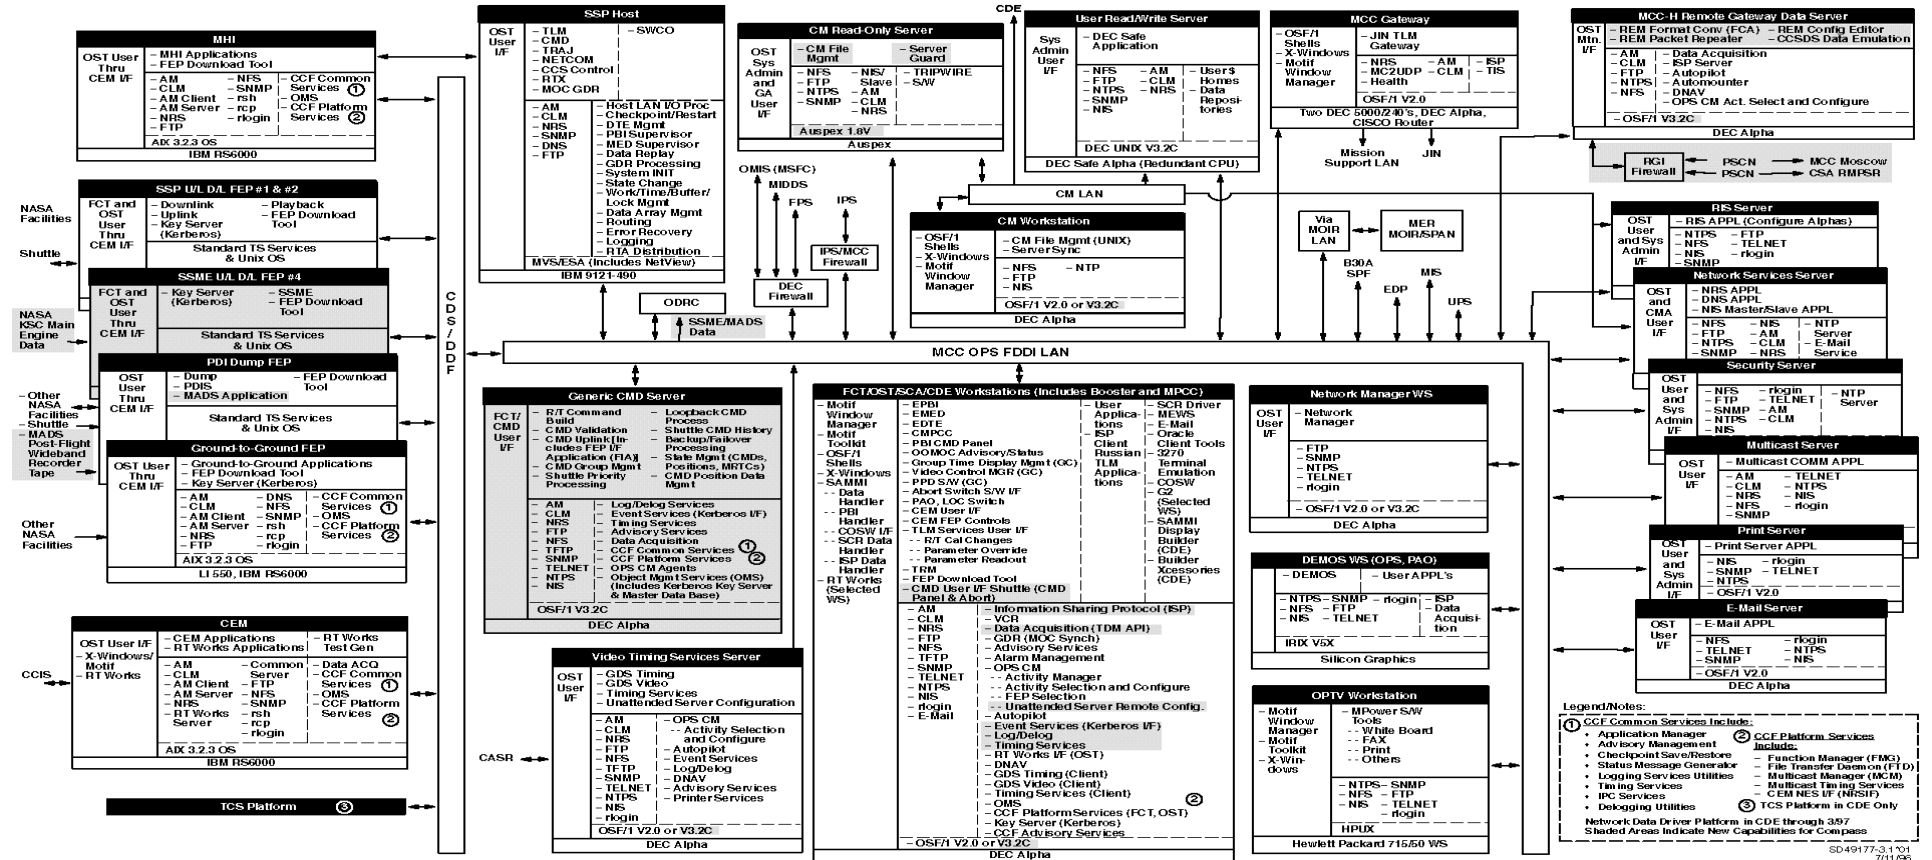 MHI
OST User
Thru
CEM I/F
– MHI Applications
– FEP Download Tool
– AM
– CLM
– AM Client
– AM Server
– NRS
– FTP
– NFS
– SNMP
– rsh
– rcp
– rlogin
– CCF Common
Services ①
– OMS
– CCF Platform
Services ②
AIX 3.2.3 OS
IBM RS6000
SSP U/L D/L FEP #1 & #2
NASA
Facilities
Shuttle
FCT and
OST
User
Thru
CEM I/F
– Downlink
– Uplink
– Key Server
(Kerberos)
– Playback
– FEP Download
Tool
Standard TS Services
& Unix OS
SSME U/L D/L FEP #4
NASA
KSC Main
Engine
Data
FCT and
OST
User
Thru
CEM I/F
– Key Server
(Kerberos)
– SSME
– FEP Download
Tool
Standard TS Services
& Unix OS
PDI Dump FEP
– Other
NASA
Facilities
– Shuttle
– MADS
Post-Flight
Wideband
Recorder
Tape
OST
User
Thru
CEM I/F
– Dump
– PDIS
– MADS Application
– FEP Download
Tool
Standard TS Services
& Unix OS
Ground-to-Ground FEP
Other
NASA
Facilities
OST User
Thru
CEM I/F
– Ground-to-Ground Applications
– FEP Download Tool
– Key Server (Kerberos)
– AM
– CLM
– AM Client
– AM Server
– NRS
– FTP
– DNS
– NFS
– SNMP
– rsh
– rcp
– rlogin
– CCF Common
Services ①
– OMS
– CCF Platform
Services ②
AIX 3.2.3 OS
LI 550, IBM RS6000
CEM
CCIS
OST User I/F
– X-Windows/
Motif
– RT Works
– CEM Applications
– RT Works Applications
– RT Works
Test Gen
– AM
– CLM
– AM Client
– AM Server
– NRS
– RT Works
Server
– Common
Server
– FTP
– NFS
– SNMP
– rsh
– rcp
– rlogin
– Data ACQ
– CCF Common
Services ①
– OMS
– CCF Platform
Services ②
AIX 3.2.3 OS
IBM RS6000
TCS Platform ③
CDS/DDF
SSP Host
OST
User
I/F
– TLM
– CMD
– TRAJ
– NETCOM
– CCS Control
– RTX
– MOC GDR
– SWCO
– AM
– CLM
– NRS
– SNMP
– DNS
– FTP
– Host LAN I/O Proc
– Checkpoint/Restart
– DTE Mgmt
– PBI Supervisor
– MED Supervisor
– Data Replay
– GDR Processing
– System INIT
– State Change
– Work/Time/Buffer/
Lock Mgmt
– Data Array Mgmt
– Routing
– Error Recovery
– Logging
– RTA Distribution
MVS/ESA (Includes NetView)
IBM 9121-490
CM Read-Only Server
OST
Sys
Admin
and
GA
User
I/F
– CM File
Mgmt
– Server
Guard
– NFS
– FTP
– NTPS
– SNMP
– NIS/
Slave
– AM
– CLM
– NRS
– TRIPWIRE
– S/W
Auspex 1.8V
Auspex
CDE
User Read/Write Server
Sys
Admin
User
I/F
– DEC Safe
Application
– NFS
– FTP
– NTPS
– SNMP
– NIS
– AM
– CLM
– NRS
– User$
Homes
– Data
Reposi-
tories
DEC UNIX V3.2C
DEC Safe Alpha (Redundant CPU)
MCC Gateway
– OSF/1
Shells
– X-Windows
– Motif
Window
Manager
– JIN TLM
Gateway
– NRS
– MC2UDP
– Health
– AM
– CLM
– ISP
– TIS
OSF/1 V2.0
Two DEC 5000/240's, DEC Alpha,
CISCO Router
Mission
Support LAN
JIN
MCC-H Remote Gateway Data Server
OST
Mtn.
I/F
– REM Format Conv (FCA)
– REM Packet Repeater
– REM Config Editor
– CCSDS Data Emulation
– AM
– CLM
– FTP
– NTPS
– NFS
– Data Acquisition
– ISP Server
– Autopilot
– Automounter
– DNAV
– OPS CM Act. Select and Configure
– OSF/1 V3.2C
DEC Alpha
RGI
Firewall
PSCN
MCC Moscow
PSCN
CSA RMPSR
OMIS (MSFC)
MIDDS
FPS
IPS
IPS/MCC
Firewall
DEC
Firewall
ODRC
SSME/MADS
Data
CM LAN
CM Workstation
– OSF/1
Shells
– X-Windows
– Motif
Window
Manager
– CM File Mgmt (UNIX)
– Server Sync
– NFS
– FTP
– NIS
– NTP
OSF/1 V2.0 or V3.2C
DEC Alpha
Via
MOIR
LAN
MER
MOIR/SPAN
B30A
SPF
EDP
MIS
UPS
RIS Server
OST
User
and Sys
Admin
I/F
– RIS APPL (Configure Alphas)
– NTPS
– NFS
– NIS
– SNMP
– FTP
– TELNET
– rlogin
Network Services Server
OST
and
CMA
User
I/F
– NRS APPL
– DNS APPL
– NIS Master/Slave APPL
– NFS
– FTP
– NTPS
– SNMP
– NIS
– AM
– CLM
– NRS
– NTP
Server
– E-Mail
Service
Security Server
OST
User
and
Sys
Admin
I/F
– NFS
– FTP
– SNMP
– NTPS
– NIS
– rlogin
– TELNET
– AM
– CLM
– NTP
Server
Multicast Server
OST
User
I/F
– Multicast COMM APPL
– AM
– CLM
– NRS
– NFS
– SNMP
– TELNET
– NTPS
– NIS
– rlogin
Print Server
OST
User
and
Sys
Admin
I/F
– Print Server APPL
– NIS
– SNMP
– NTPS
– rlogin
– TELNET
– OSF/1 V2.0
E-Mail Server
OST
User
I/F
– E-Mail APPL
– NFS
– TELNET
– SNMP
– rlogin
– NTPS
– NIS
– OSF/1 V2.0
DEC Alpha
MCC OPS FDDI LAN
Generic CMD Server
FCT/
CMD
User
I/F
– R/T Command
Build
– CMD Validation
– CMD Uplink [In-
cludes FEP I/F
Application (FIA)]
– CMD Group Mgmt
– Shuttle Priority
Processing
– Loopback CMD
Process
– Shuttle CMD History
– Backup/Failover
Processing
– State Mgmt (CMDs,
Positions, MRTCs)
– CMD Position Data
Mgmt
– AM
– CLM
– NRS
– FTP
– NFS
– TFTP
– SNMP
– TELNET
– NTPS
– NIS
– Log/Delog Services
– Event Services (Kerberos I/F)
– Timing Services
– Advisory Services
– Data Acquisition
– CCF Common Services ①
– CCF Platform Services ②
– OPS CM Agents
– Object Mgmt Services (OMS)
(Includes Kerberos Key Server
& Master Data Base)
OSF/1 V3.2C
DEC Alpha
Video Timing Services Server
CASR
OST
User
I/F
– GDS Timing
– GDS Video
– Timing Services
– Unattended Server Configuration
– AM
– CLM
– NRS
– FTP
– NFS
– TFTP
– SNMP
– TELNET
– NTPS
– NIS
– rlogin
– OPS CM
-- Activity Selection
and Configure
– Autopilot
– Event Services
– Log/Delog
– DNAV
– Advisory Services
– Printer Services
OSF/1 V2.0 or V3.2C
DEC Alpha
FCT/OST/SCA/CDE Workstations (Includes Booster and MPCC)
– Motif
Window
Manager
– Motif
Toolkit
– OSF/1
Shells
– X-Windows
– SAMMI
-- Data
Handler
-- PBI
Handler
-- COSW I/F
-- SCR Data
Handler
-- ISP Data
Handler
– RT Works
(Selected
WS)
– EPBI
– EMED
– EDTE
– CMPCC
– PBI CMD Panel
– OOMOC Advisory/Status
– Group Time Display Mgmt (GC)
– Video Control MGR (GC)
– PPD S/W (GC)
– Abort Switch S/W I/F
– PAO, LOC Switch
– CEM User I/F
– CEM FEP Controls
– TLM Services User I/F
-- R/T Cal Changes
-- Parameter Override
-- Parameter Readout
– TRM
– FEP Download Tool
– CMD User I/F Shuttle (CMD
Panel & Abort)
– User
Applica-
tions
– ISP
Client
Russian
TLM
Applica-
tions
– SCR Driver
– MEWS
– E-Mail
– Oracle
Client Tools
– 3270
Terminal
Emulation
– COSW
– G2
(Selected
WS)
– SAMMI
Display
Builder
(CDE)
– Builder
Xcessories
(CDE)
– AM
– CLM
– NRS
– FTP
– NFS
– TFTP
– SNMP
– TELNET
– NTPS
– NIS
– rlogin
– E-Mail
– Information Sharing Protocol (ISP)
– VCR
– Data Acquisition (TDM API)
– GDR (MOC Synch)
– Advisory Services
– Alarm Management
– OPS CM
-- Activity Manager
-- Activity Selection and Configure
-- FEP Selection
-- Unattended Server Remote Config.
– Autopilot
– Event Services (Kerberos I/F)
– Log/Delog
– Timing Services
– RT Works I/F (OST)
– DNAV
– GDS Timing (Client)
– GDS Video (Client)
– Timing Services (Client)
– OMS ②
– CCF Platform Services (FCT, OST)
– Key Server (Kerberos)
– CCF Advisory Services
– OSF/1 V2.0 or V3.2C
DEC Alpha
Network Manager WS
OST
User
I/F
– Network
Manager
– FTP
– SNMP
– NTPS
– TELNET
– rlogin
– OSF/1 V2.0 or V3.2C
DEC Alpha
DEMOS WS (OPS, PAO)
– DEMOS
– User APPL's
– NTPS
– NFS
– NIS
– SNMP
– FTP
– TELNET
– rlogin
– ISP
– Data
Acquisi-
tion
IRIX V5X
Silicon Graphics
OPTV Workstation
– Motif
Window
Manager
– Motif
Toolkit
– X-Win-
dows
– MPower S/W
Tools
-- White Board
-- FAX
-- Print
-- Others
– NTPS
– NFS
– NIS
– SNMP
– FTP
– TELNET
– rlogin
HPUX
Hewlett Packard 715/50 WS
Legend/Notes:
① CCF Common Services Include:
• Application Manager
• Advisory Management
• Checkpoint Save/Restore
• Status Message Generator
• Logging Services Utilities
• Timing Services
• IPC Services
• Delogging Utilities
② CCF Platform Services
Include:
– Function Manager (FMG)
– File Transfer Daemon (FTD)
– Multicast Manager (MCM)
– Multicast Timing Services
– CEM NES I/F (NRSIF)
③ TCS Platform in CDE Only
Network Data Driver Platform in CDE through 3/97
Shaded Areas Indicate New Capabilities for Compass
SD49177-3.1*01
7/11/96